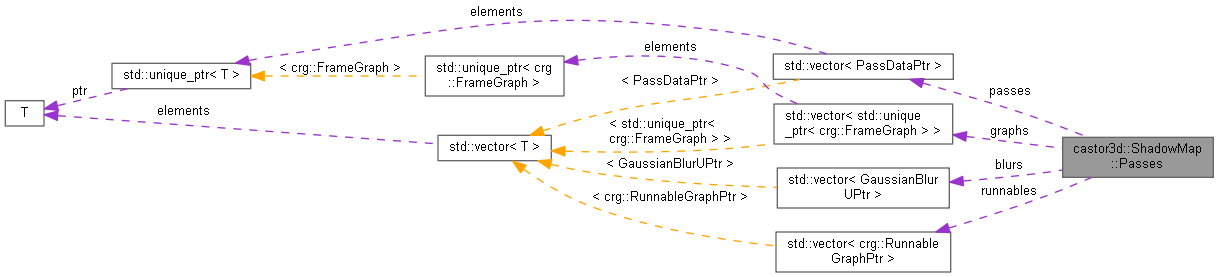 elements
elements
std::vector< PassDataPtr >
< crg::FrameGraph >
std::unique_ptr< T >
std::unique_ptr< crg
::FrameGraph >
< PassDataPtr >
ptr
passes
T
elements
std::vector< std::unique
_ptr< crg::FrameGraph > >
< std::unique_ptr<
crg::FrameGraph > >
graphs
std::vector< T >
castor3d::ShadowMap
::Passes
< GaussianBlurUPtr >
blurs
std::vector< GaussianBlur
UPtr >
runnables
< crg::RunnableGraphPtr >
std::vector< crg::Runnable
GraphPtr >